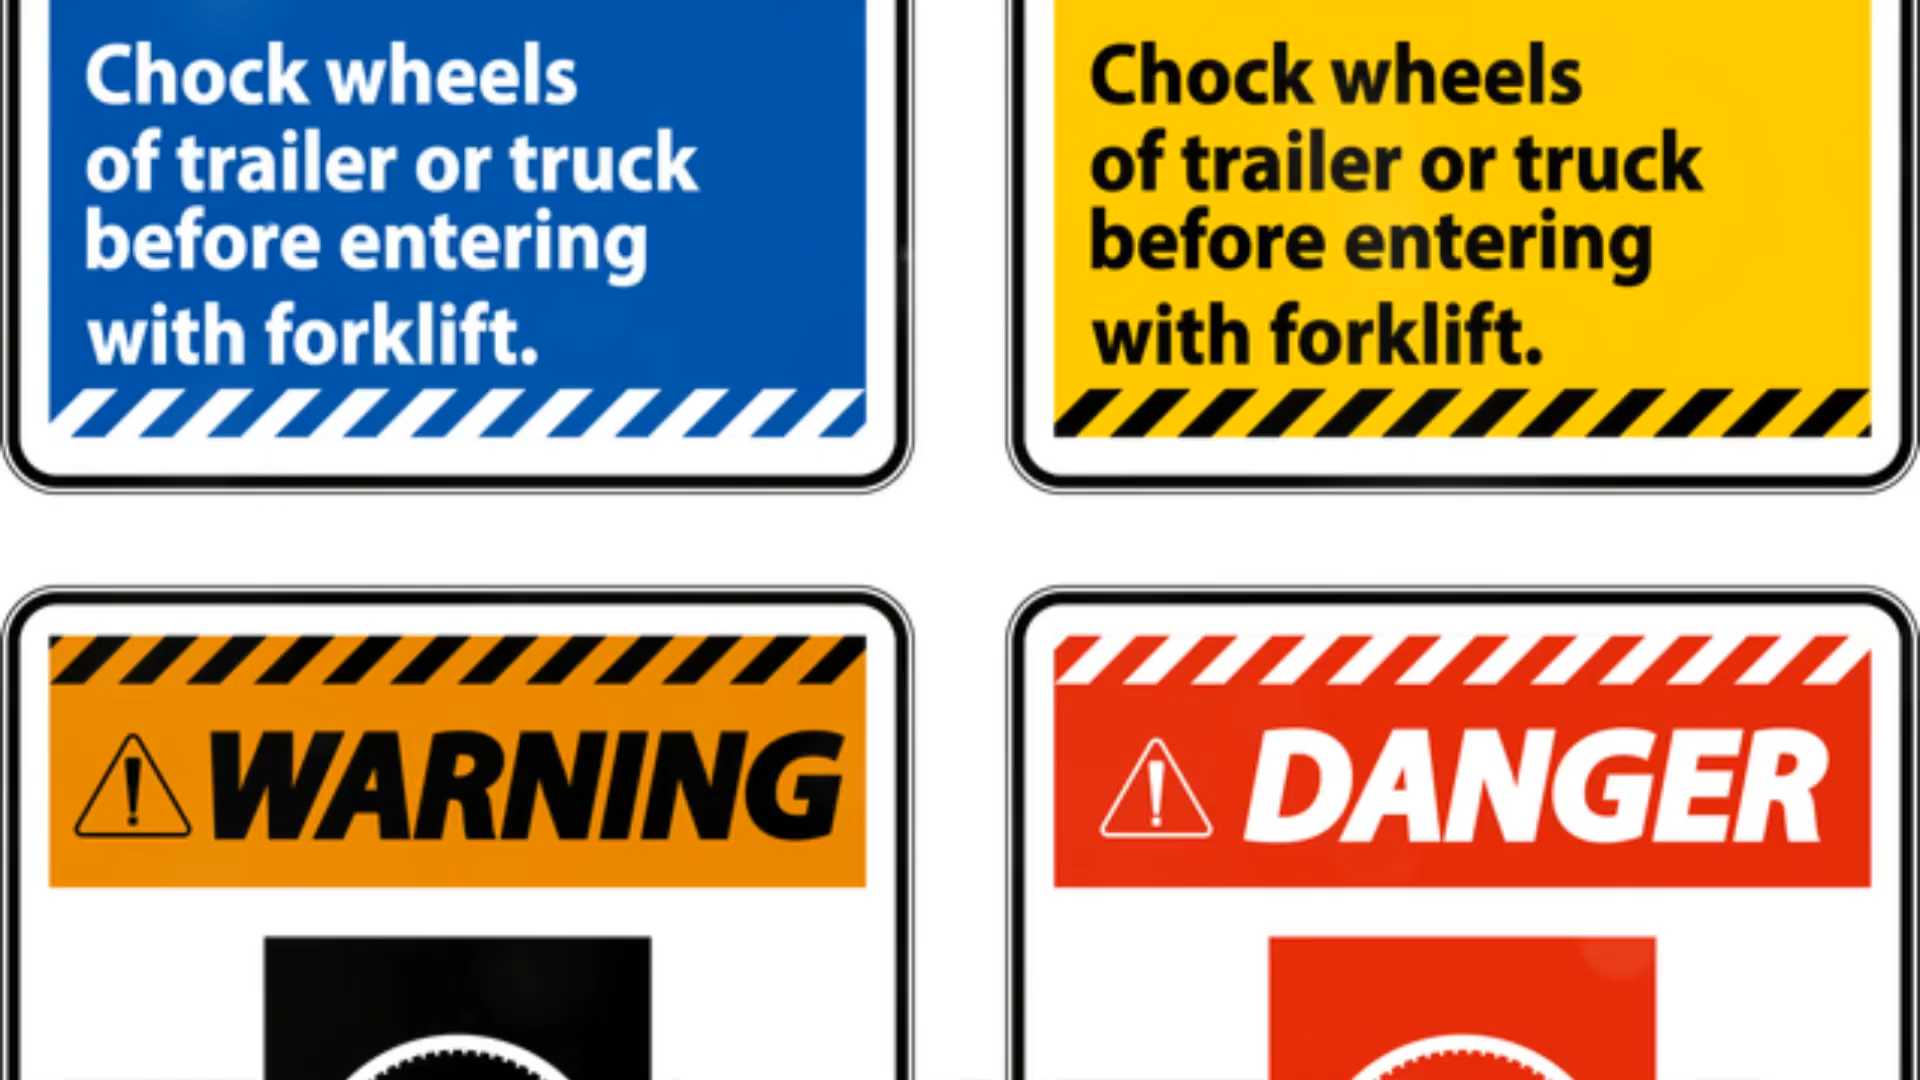 Chock wheels
of trailer or truck
before entering
with forklift.
Chock wheels
of trailer or truck
before entering
with forklift.
WARNING
DANGER